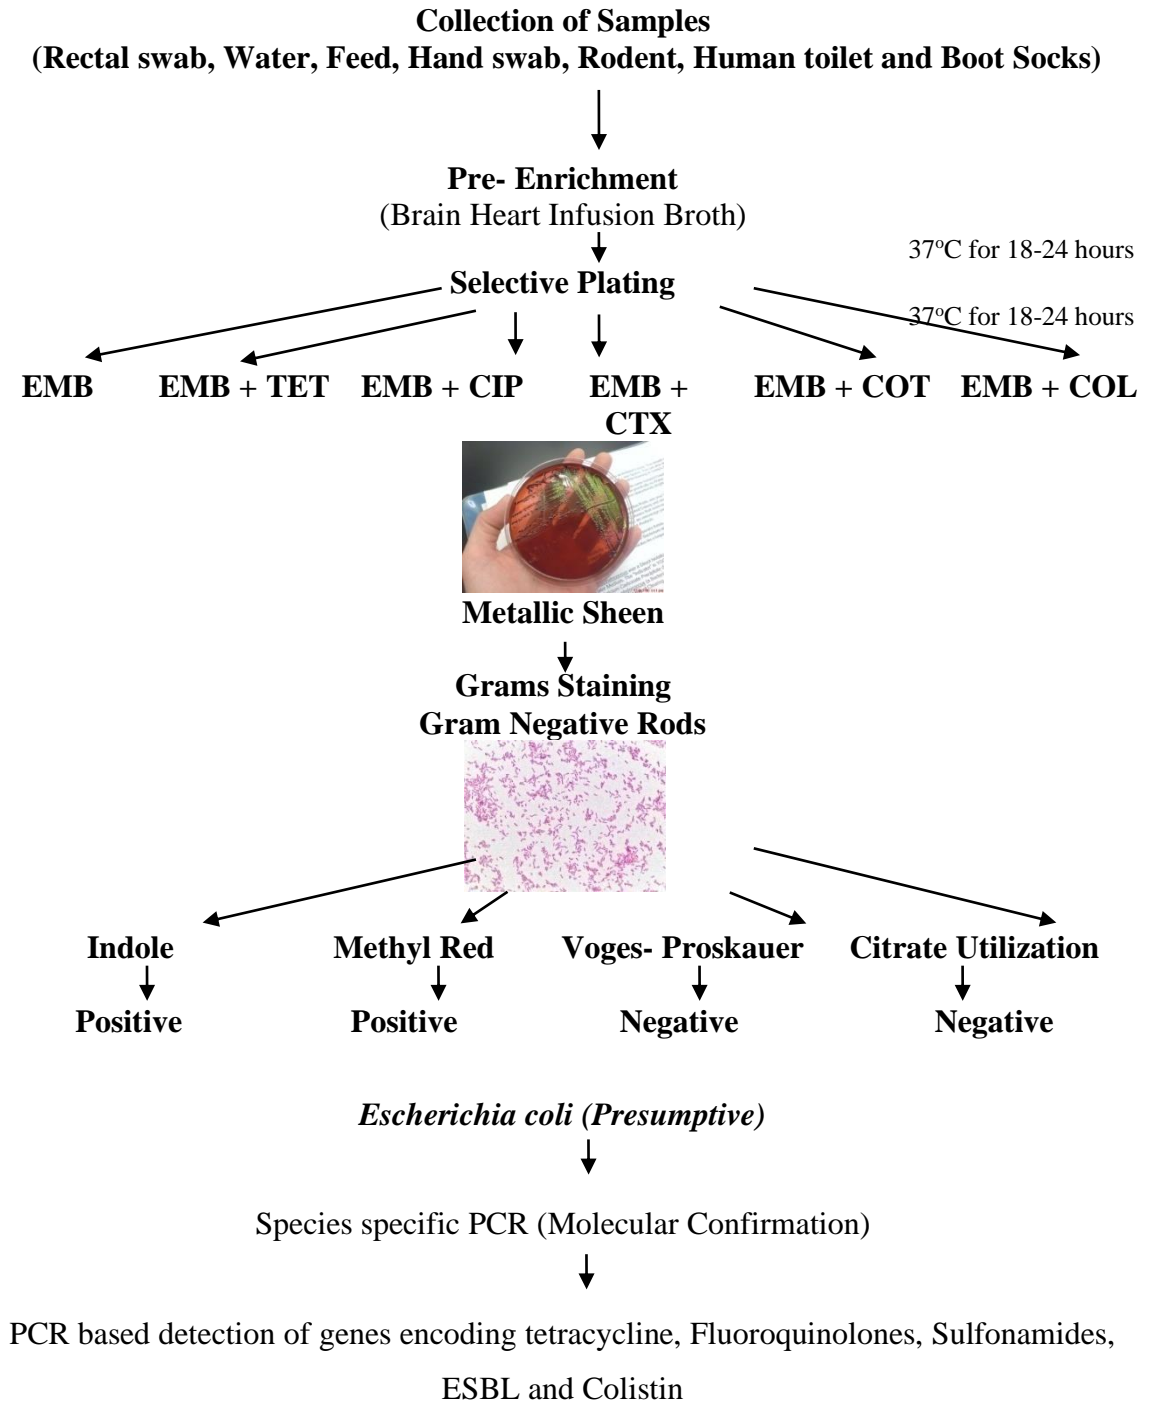 Collection of Samples
(Rectal swab, Water, Feed, Hand swab, Rodent, Human toilet and Boot Socks)
Pre- Enrichment
(Brain Heart Infusion Broth)
37°C for 18-24 hours
Selective Plating
37°C for 18-24 hours
EMB
EMB + TET
EMB + CIP
EMB +
CTX
EMB + COT
EMB + COL
Metallic Sheen
Grams Staining
Gram Negative Rods
Indole
Methyl Red
Voges- Proskauer
Citrate Utilization
Positive
Positive
Negative
Negative
Escherichia coli (Presumptive)
Species specific PCR (Molecular Confirmation)
PCR based detection of genes encoding tetracycline, Fluoroquinolones, Sulfonamides,
ESBL and Colistin